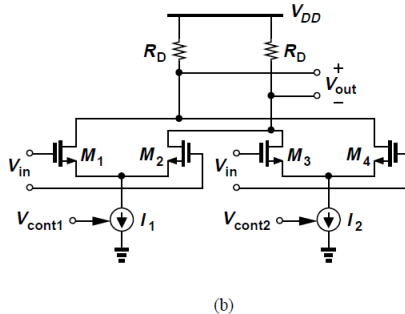 V_DD
R_D R_D
+
V_out
−
V_in M_1 M_2 V_in M_3 M_4
V_cont1 I_1 V_cont2 I_2
(b)